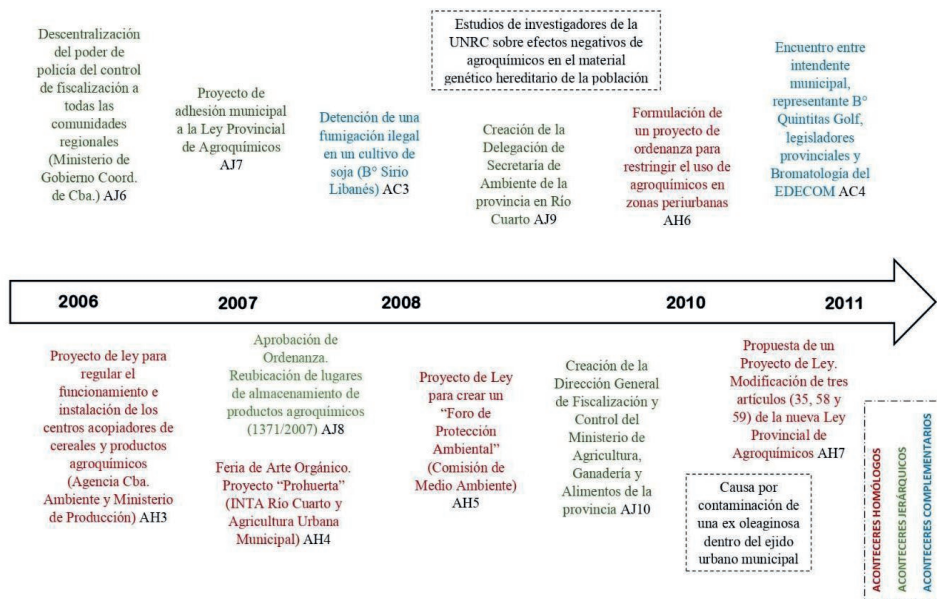 Descentralización
del poder de
policía del control
de fiscalización a
todas las
comunidades
regionales
(Ministerio de
Gobierno Coord.
de Cba.) AJ6
Proyecto de
adhesión municipal
a la Ley Provincial
de Agroquímicos
AJ7
Detención de una
fumigación ilegal
en un cultivo de
soja (B° Sirio
Libanés) AC3
Estudios de investigadores de la
UNRC sobre efectos negativos de
agroquímicos en el material
genético hereditario de la población
Creación de la
Delegación de
Secretaría de
Ambiente de la
provincia en Río
Cuarto AJ9
Formulación de
un proyecto de
ordenanza para
restringir el uso de
agroquímicos en
zonas periurbanas
AH6
Encuentro entre
intendente
municipal,
representante B°
Quintitas Golf,
legisladores
provinciales y
Bromatología del
EDECOM AC4
2006
2007
2008
2010
2011
Proyecto de ley para
regular el
funcionamiento e
instalación de los
centros acopiadores de
cereales y productos
agroquímicos
(Agencia Cba.
Ambiente y Ministerio
de Producción) AH3
Aprobación de
Ordenanza.
Reubicación de lugares
de almacenamiento de
productos agroquímicos
(1371/2007) AJ8
Feria de Arte Orgánico.
Proyecto “Prohuerta”
(INTA Río Cuarto y
Agricultura Urbana
Municipal) AH4
Proyecto de Ley
para crear un
“Foro de
Protección
Ambiental”
(Comisión de
Medio Ambiente)
AH5
Creación de la
Dirección General
de Fiscalización y
Control del
Ministerio de
Agricultura,
Ganadería y
Alimentos de la
provincia AJ10
Propuesta de un
Proyecto de Ley.
Modificación de tres
artículos (35, 58 y
59) de la nueva Ley
Provincial de
Agroquímicos AH7
Causa por
contaminación de
una ex oleaginosa
dentro del ejido
urbano municipal
ACONTECERES HOMÓLOGOS
ACONTECERES JERÁRQUICOS
ACONTECERES COMPLEMENTARIOS